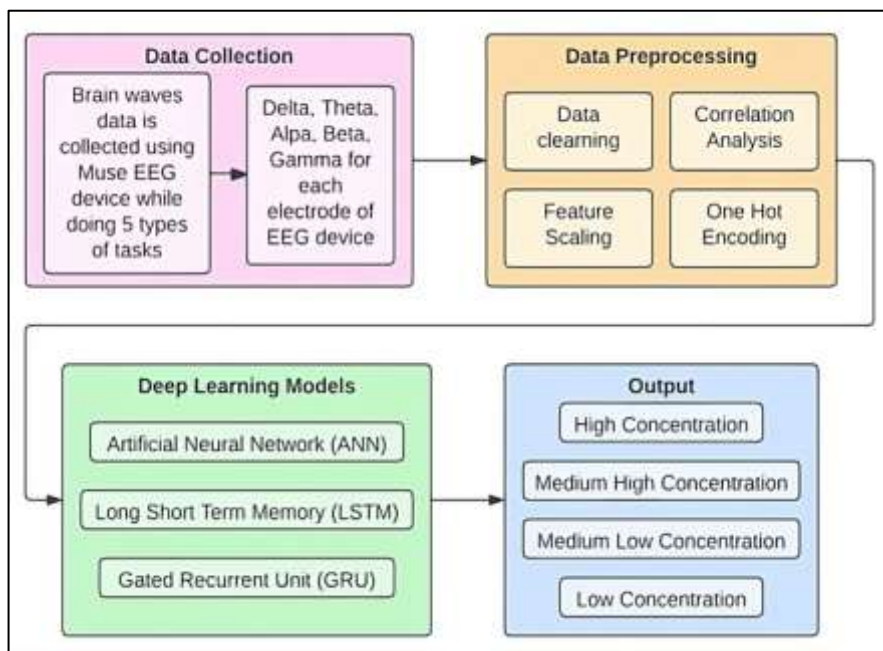 Data Collection
Brain waves
data is
collected using
Muse EEG
device while
doing 5 types
of tasks
Delta, Theta,
Alpa, Beta,
Gamma for
each
electrode of
EEG device
Data Preprocessing
Data
clearning
Correlation
Analysis
Feature
Scaling
One Hot
Encoding
Deep Learning Models
Artificial Neural Network (ANN)
Long Short Term Memory (LSTM)
Gated Recurrent Unit (GRU)
Output
High Concentration
Medium High Concentration
Medium Low Concentration
Low Concentration